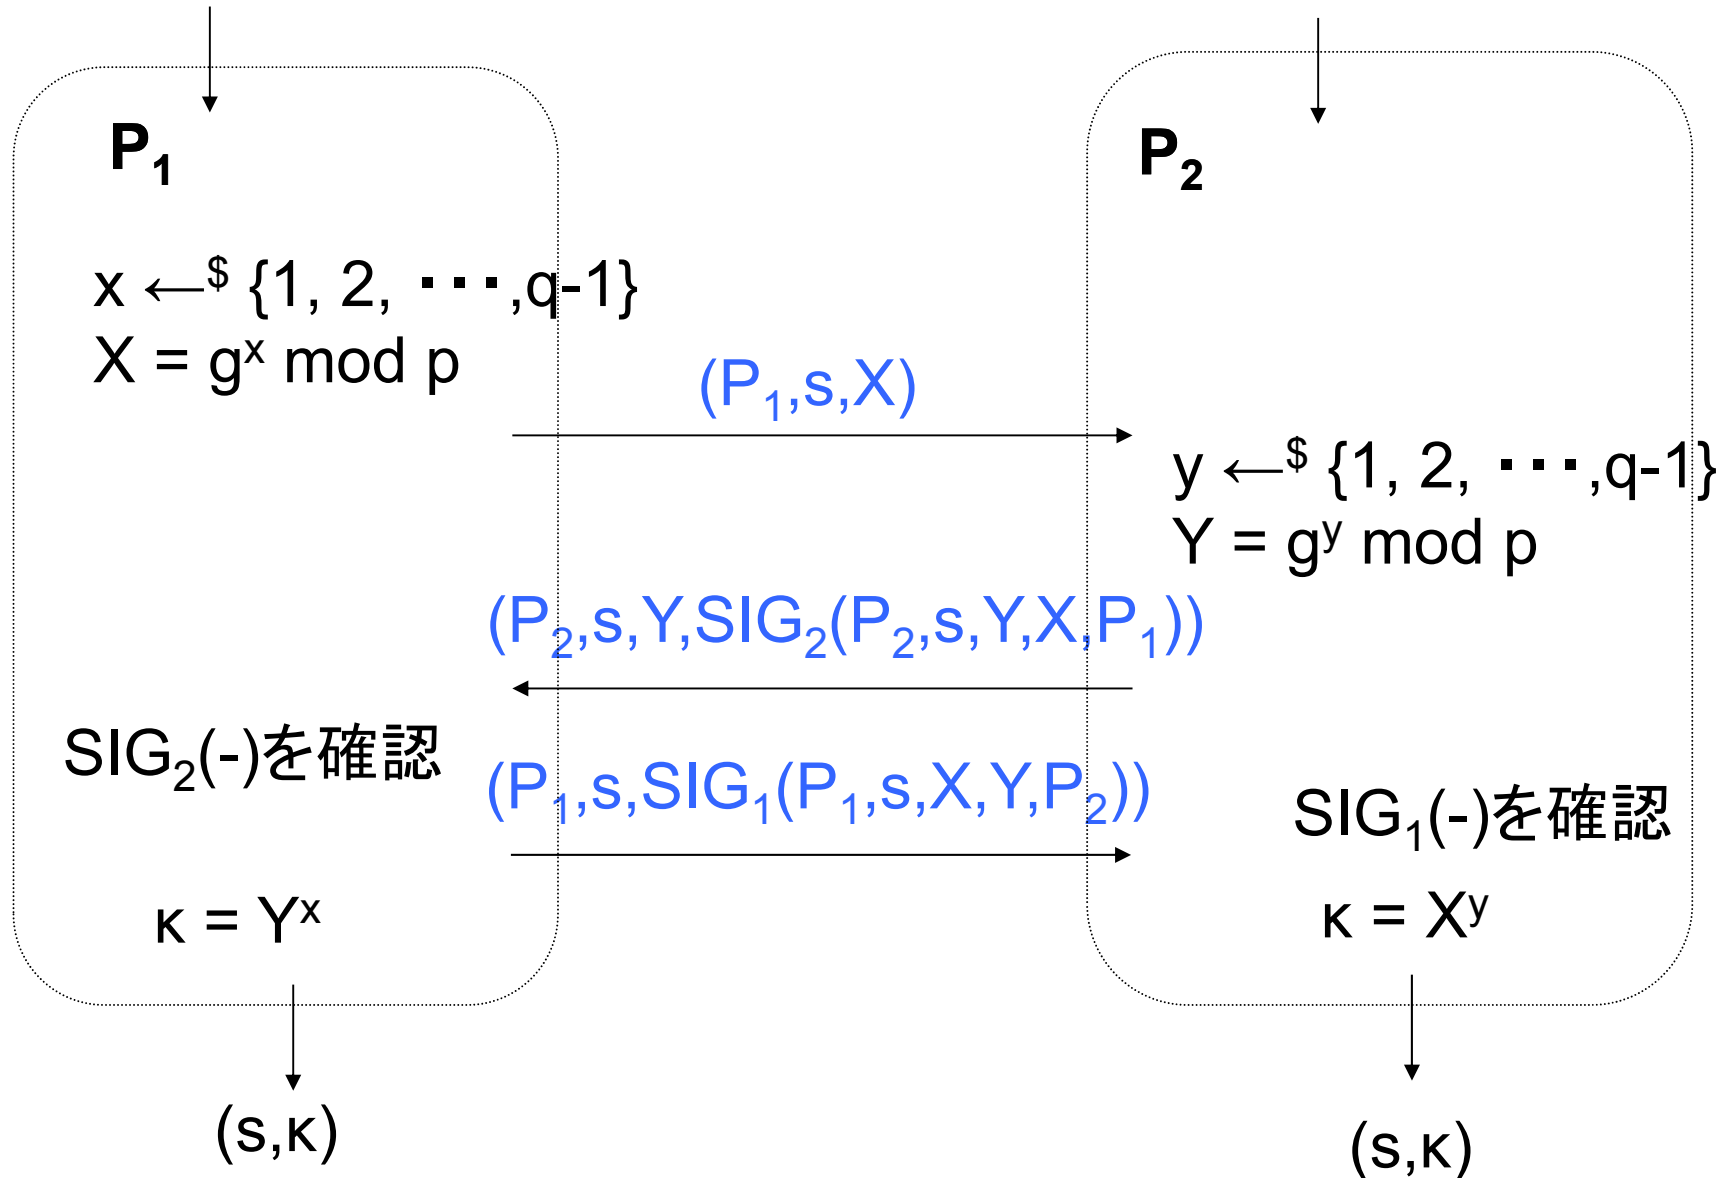 P₁
P₂
x ←$ {1, 2, ・・・,q-1}
X = gˣ mod p
(P₁,s,X)
y ←$ {1, 2, ・・・,q-1}
Y = gʸ mod p
(P₂,s,Y,SIG₂(P₂,s,Y,X,P₁))
SIG₂(-)を確認
(P₁,s,SIG₁(P₁,s,X,Y,P₂))
SIG₁(-)を確認
κ = Yˣ
κ = Xʸ
(s,κ)
(s,κ)